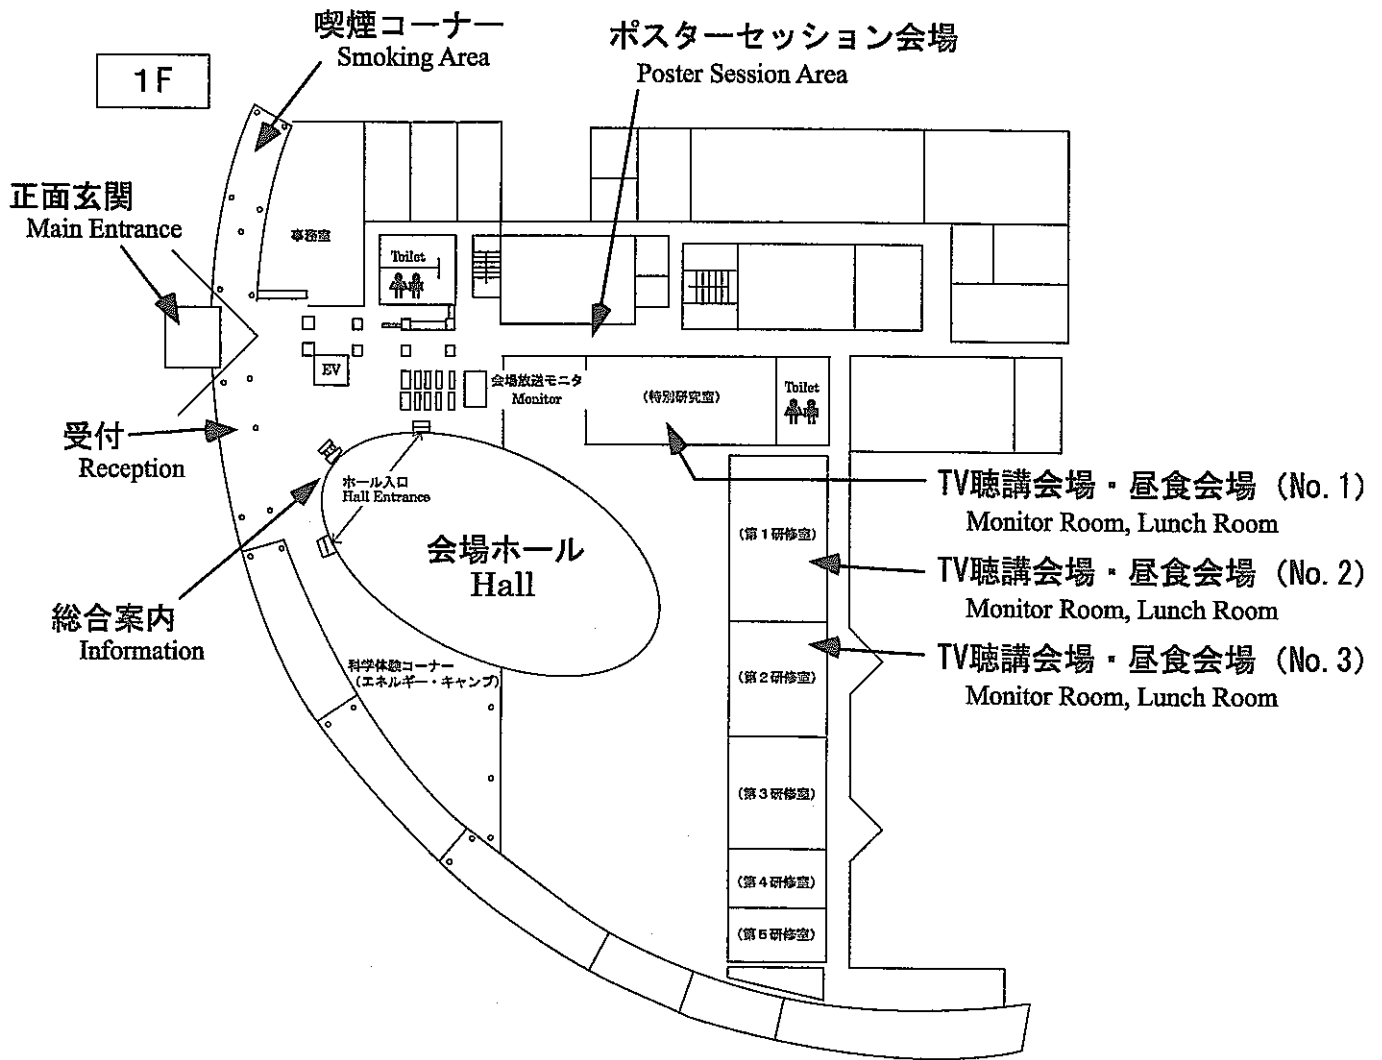 喫煙コーナー
Smoking Area
ポスターセッション会場
Poster Session Area
1F
正面玄関
Main Entrance
事務室
Toilet
EV
会場放送モニタ
Monitor
(特別研究室)
Toilet
受付
Reception
ホール入口
Hall Entrance
TV聴講会場・昼食会場 (No. 1)
Monitor Room, Lunch Room
(第1研修室)
会場ホール
Hall
TV聴講会場・昼食会場 (No. 2)
Monitor Room, Lunch Room
総合案内
Information
科学体験コーナー
(エネルギー・キャンプ)
(第2研修室)
TV聴講会場・昼食会場 (No. 3)
Monitor Room, Lunch Room
(第3研修室)
(第4研修室)
(第5研修室)